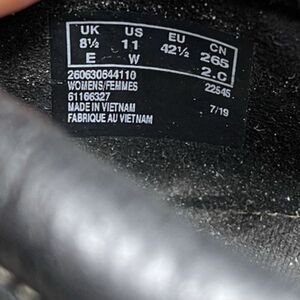 UK US EU CN
8½ 11 42½ 265
E W 2.C
260630644110
WOMENS/FEMMES 22545
61166327
MADE IN VIETNAM 7/19
FABRIQUE AU VIETNAM